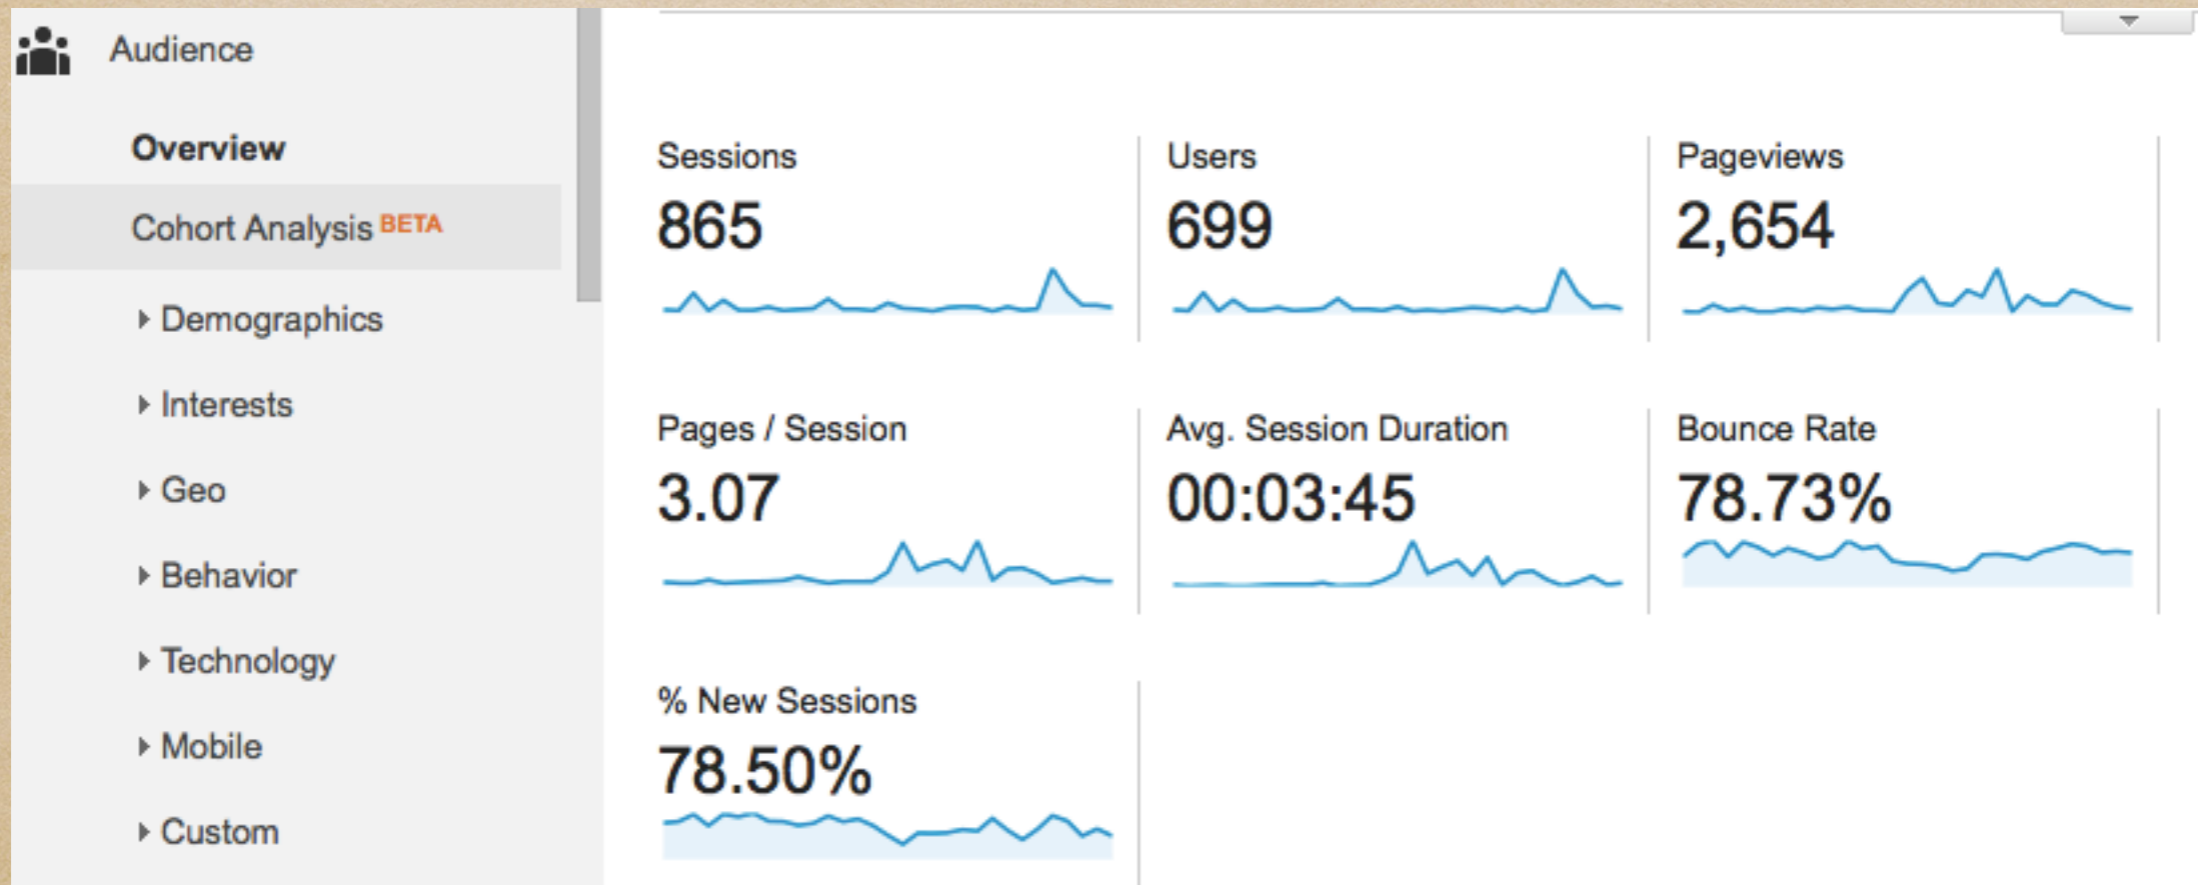 Audience
Overview
Cohort Analysis BETA
Demographics
Interests
Geo
Behavior
Technology
Mobile
Custom
Sessions
865
Users
699
Pageviews
2,654
Pages / Session
3.07
Avg. Session Duration
00:03:45
Bounce Rate
78.73%
% New Sessions
78.50%